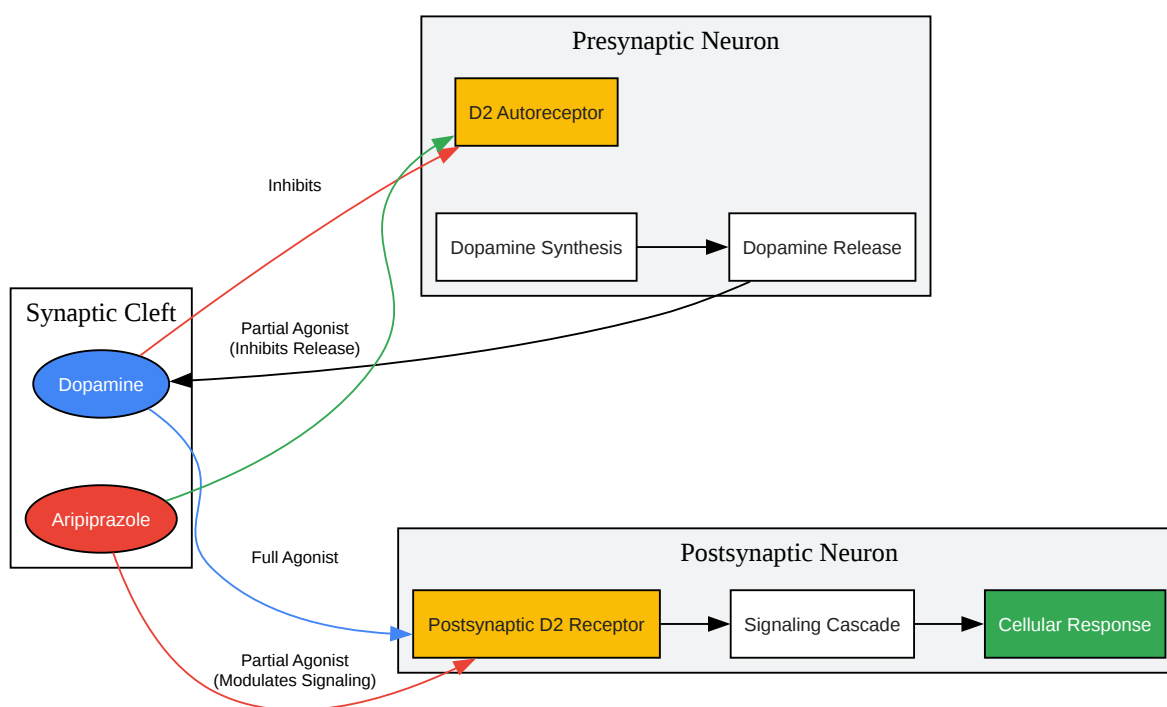 Presynaptic Neuron
D2 Autoreceptor
Inhibits
Dopamine Synthesis
Dopamine Release
Synaptic Cleft
Partial Agonist
(Inhibits Release)
Dopamine
Aripiprazole
Full Agonist
Postsynaptic Neuron
Postsynaptic D2 Receptor
Signaling Cascade
Cellular Response
Partial Agonist
(Modulates Signaling)